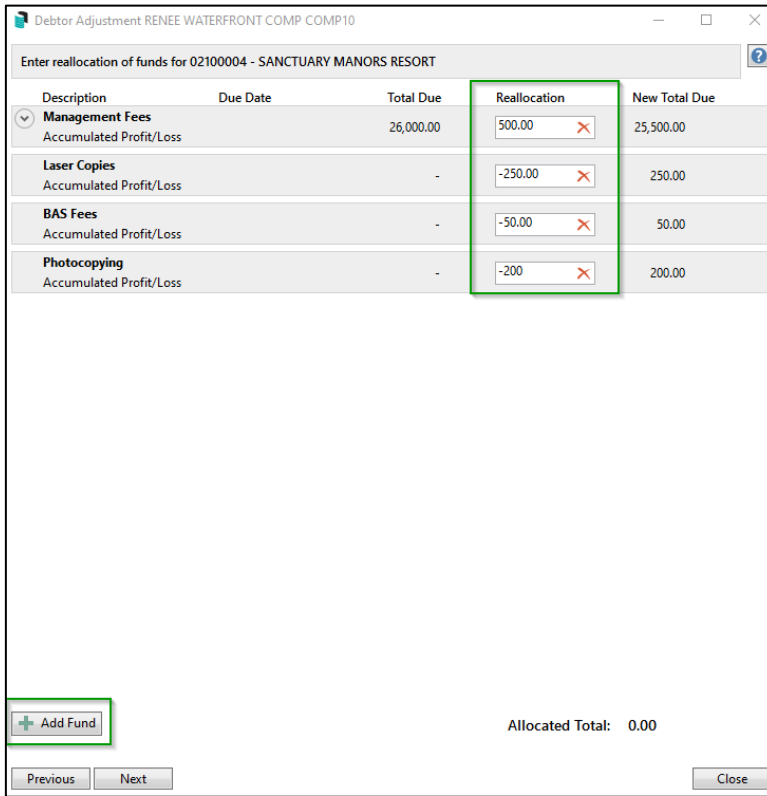 Debtor Adjustment RENEE WATERFRONT COMP COMP10
Enter reallocation of funds for 02100004 - SANCTUARY MANORS RESORT
?
Description Due Date Total Due Reallocation New Total Due
Management Fees
Accumulated Profit/Loss 26,000.00 500.00 25,500.00
Laser Copies
Accumulated Profit/Loss - -250.00 250.00
BAS Fees
Accumulated Profit/Loss - -50.00 50.00
Photocopying
Accumulated Profit/Loss - -200 200.00
Add Fund Allocated Total: 0.00
Previous Next Close